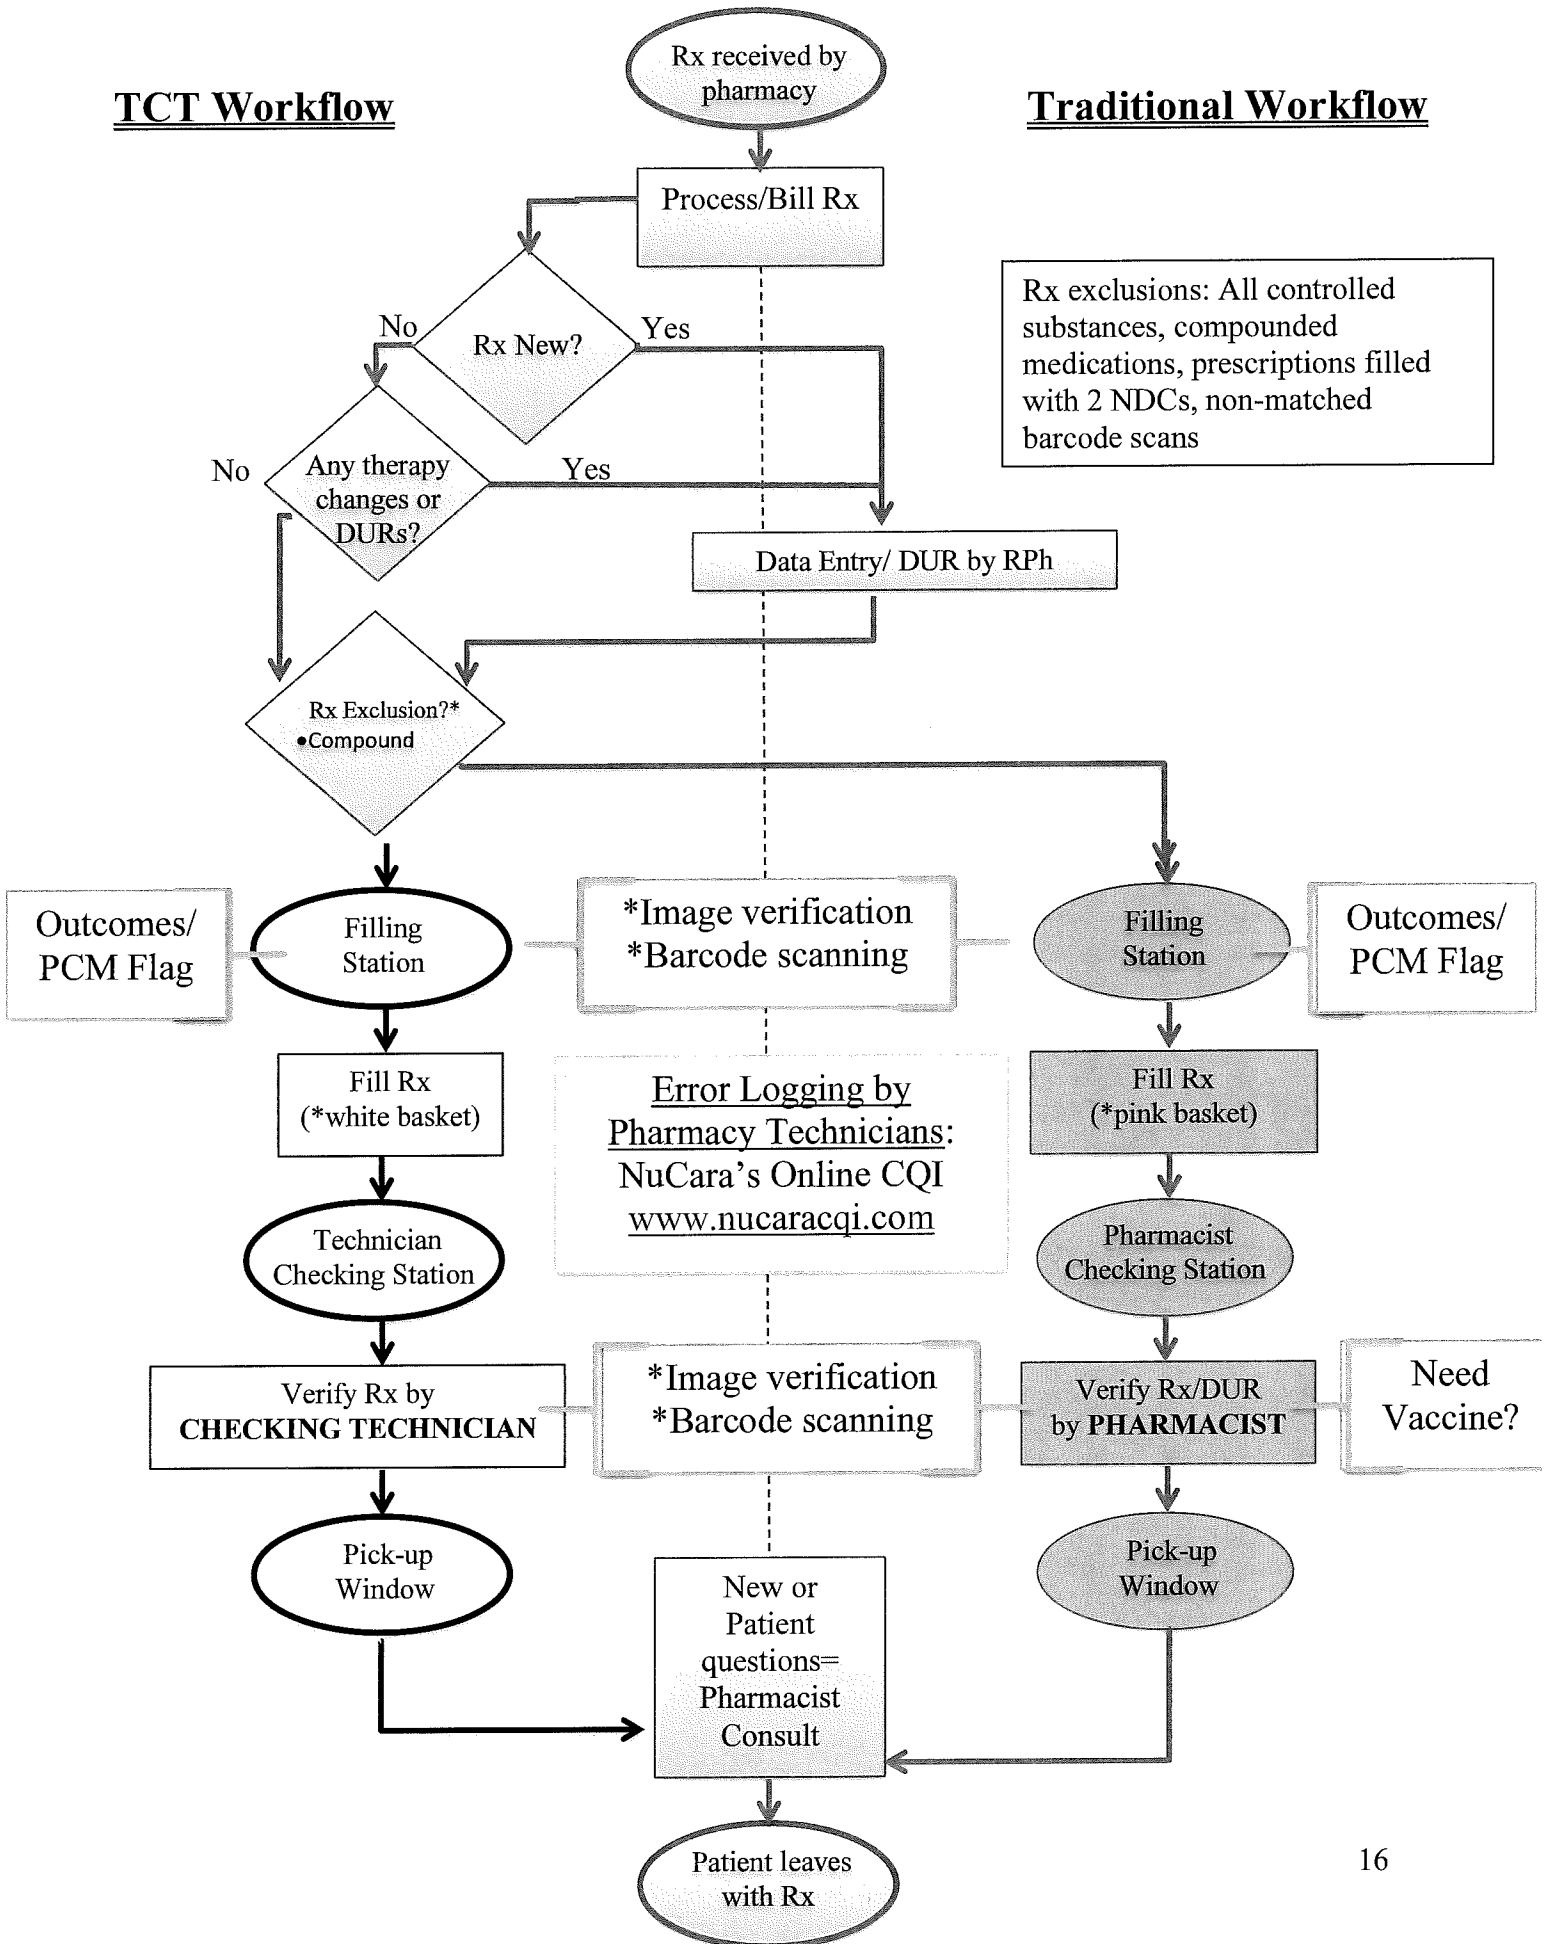 Rx received by
pharmacy
TCT Workflow
Traditional Workflow
Process/Bill Rx
Rx exclusions: All controlled
substances, compounded
medications, prescriptions filled
with 2 NDCs, non-matched
barcode scans
No
Rx New?
Yes
No
Any therapy
changes or
DURs?
Yes
Data Entry/ DUR by RPh
Rx Exclusion?*
•Compound
Outcomes/
PCM Flag
Filling
Station
*Image verification
*Barcode scanning
Filling
Station
Outcomes/
PCM Flag
Fill Rx
(*white basket)
Error Logging by
Pharmacy Technicians:
NuCara's Online CQI
www.nucaracqi.com
Fill Rx
(*pink basket)
Technician
Checking Station
Pharmacist
Checking Station
Verify Rx by
CHECKING TECHNICIAN
*Image verification
*Barcode scanning
Verify Rx/DUR
by PHARMACIST
Need
Vaccine?
Pick-up
Window
New or
Patient
questions=
Pharmacist
Consult
Pick-up
Window
Patient leaves
with Rx
16